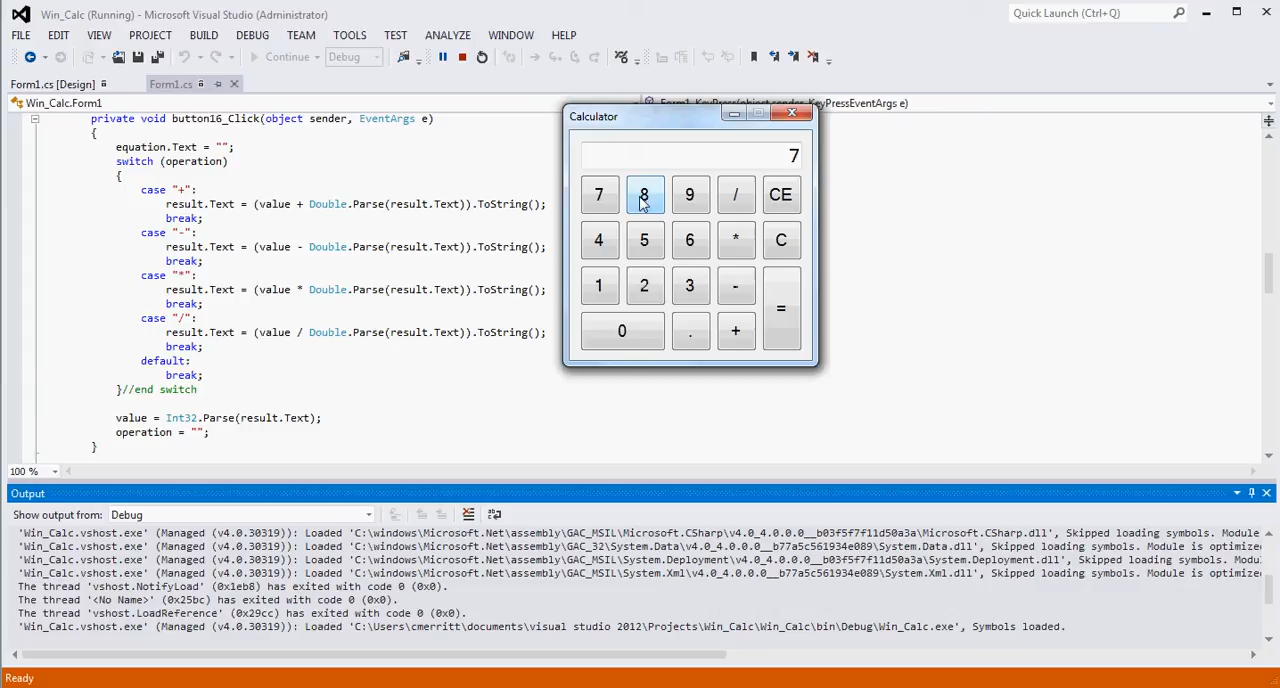 Win_Calc (Running) - Microsoft Visual Studio (Administrator)
Quick Launch (Ctrl+Q)
FILE EDIT VIEW PROJECT BUILD DEBUG TEAM TOOLS TEST ANALYZE WINDOW HELP
Continue Debug
Form1.cs [Design] Form1.cs
Win_Calc.Form1
Form1_KeyPress(object sender, KeyPressEventArgs e)
private void button16_Click(object sender, EventArgs e)
{
equation.Text = "";
switch (operation)
{
case "+":
result.Text = (value + Double.Parse(result.Text)).ToString();
break;
case "-":
result.Text = (value - Double.Parse(result.Text)).ToString();
break;
case "*":
result.Text = (value * Double.Parse(result.Text)).ToString();
break;
case "/":
result.Text = (value / Double.Parse(result.Text)).ToString();
break;
default:
break;
}//end switch
value = Int32.Parse(result.Text);
operation = "";
}
Calculator
7
7 8 9 / CE
4 5 6 * C
1 2 3 - =
0 . +
100 %
Output
Show output from: Debug
'Win_Calc.vshost.exe' (Managed (v4.0.30319)): Loaded 'C:\windows\Microsoft.Net\assembly\GAC_MSIL\Microsoft.CSharp\v4.0_4.0.0.0__b03f5f7f11d50a3a\Microsoft.CSharp.dll', Skipped loading symbols. Module
'Win_Calc.vshost.exe' (Managed (v4.0.30319)): Loaded 'C:\windows\Microsoft.Net\assembly\GAC_32\System.Data\v4.0_4.0.0.0__b77a5c561934e089\System.Data.dll', Skipped loading symbols. Module is optimize
'Win_Calc.vshost.exe' (Managed (v4.0.30319)): Loaded 'C:\windows\Microsoft.Net\assembly\GAC_MSIL\System.Deployment\v4.0_4.0.0.0__b03f5f7f11d50a3a\System.Deployment.dll', Skipped loading symbols. Modu
'Win_Calc.vshost.exe' (Managed (v4.0.30319)): Loaded 'C:\windows\Microsoft.Net\assembly\GAC_MSIL\System.Xml\v4.0_4.0.0.0__b77a5c561934e089\System.Xml.dll', Skipped loading symbols. Module is optimize
The thread 'vshost.NotifyLoad' (0x1eb8) has exited with code 0 (0x0).
The thread '<No Name>' (0x25bc) has exited with code 0 (0x0).
The thread 'vshost.LoadReference' (0x29cc) has exited with code 0 (0x0).
'Win_Calc.vshost.exe' (Managed (v4.0.30319)): Loaded 'C:\Users\cmerritt\documents\visual studio 2012\Projects\Win_Calc\Win_Calc\bin\Debug\Win_Calc.exe', Symbols loaded.
Ready